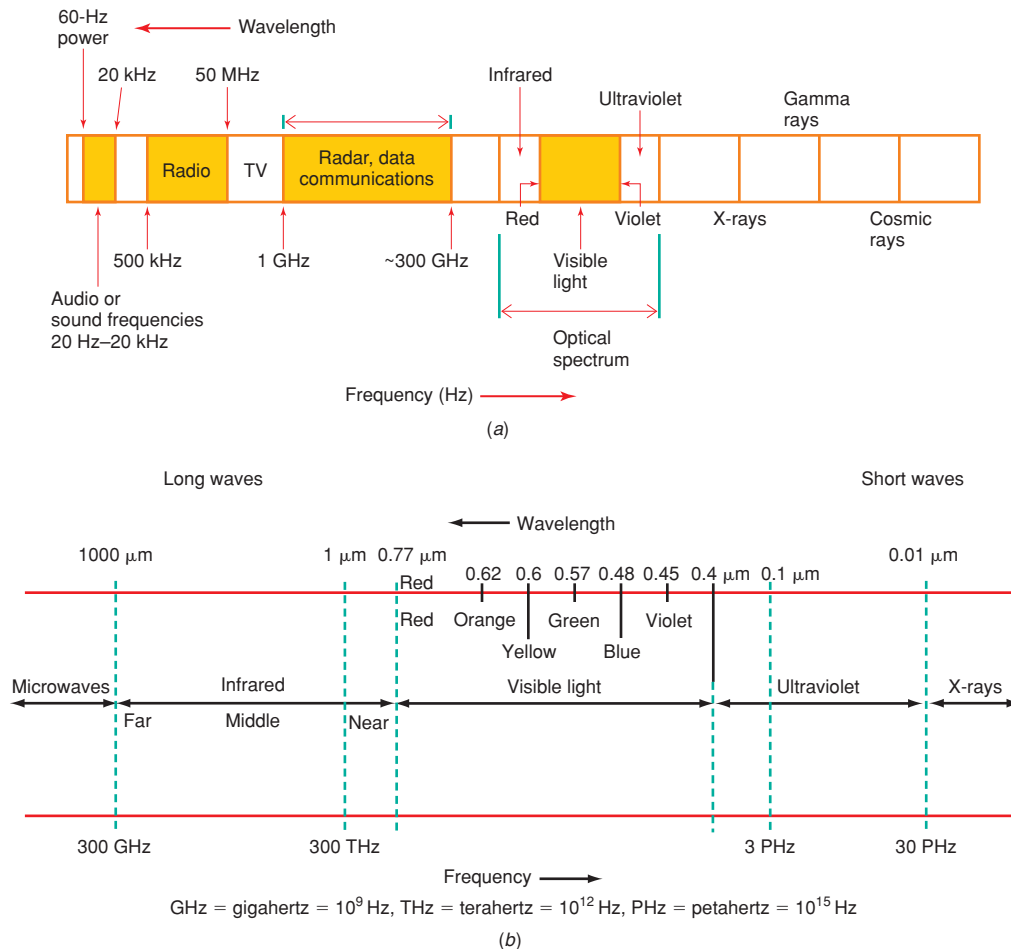 60-Hz
power
Wavelength
20 kHz
50 MHz
Infrared
Ultraviolet
Gamma
rays
Radio
TV
Radar, data
communications
Red
Violet
X-rays
Cosmic
rays
500 kHz
1 GHz
~300 GHz
Visible
light
Audio or
sound frequencies
20 Hz–20 kHz
Optical
spectrum
Frequency (Hz)
(a)
Long waves
Short waves
Wavelength
1000 μm
1 μm
0.77 μm
Red
0.62
0.6
0.57
0.48
0.45
0.4 μm
0.1 μm
0.01 μm
Red
Orange
Green
Violet
Yellow
Blue
Microwaves
Infrared
Visible light
Ultraviolet
X-rays
Far
Middle
Near
300 GHz
300 THz
3 PHz
30 PHz
Frequency
GHz = gigahertz = 10⁹ Hz, THz = terahertz = 10¹² Hz, PHz = petahertz = 10¹⁵ Hz
(b)